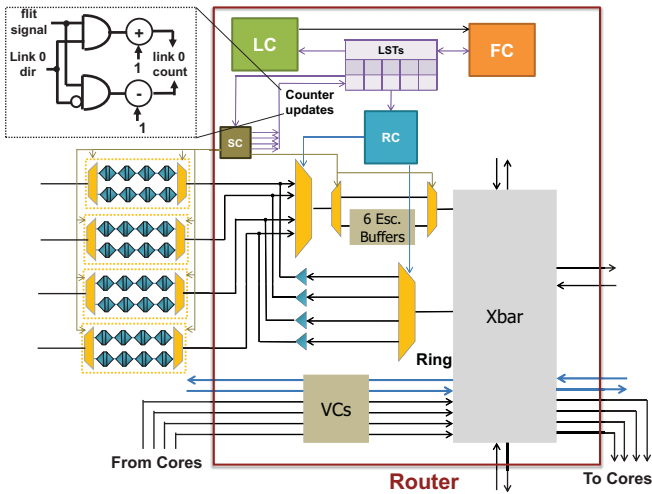 flit
signal
Link 0
dir
+
1
-
1
link 0
count
Counter
updates
LC
LSTs
FC
SC
RC
6 Esc.
Buffers
Xbar
Ring
VCs
From Cores
Router
To Cores